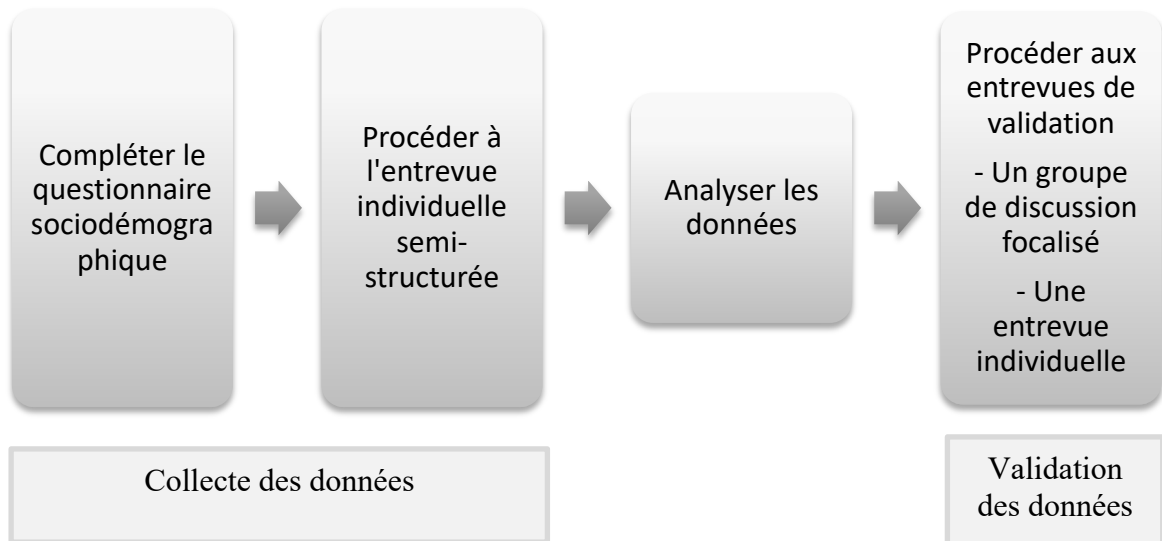 Compléter le
questionnaire
sociodémogra
phique
Procéder à
l'entrevue
individuelle
semi-
structurée
Analyser les
données
Procéder aux
entrevues de
validation
- Un groupe
de discussion
focalisé
- Une
entrevue
individuelle
Collecte des données
Validation
des données